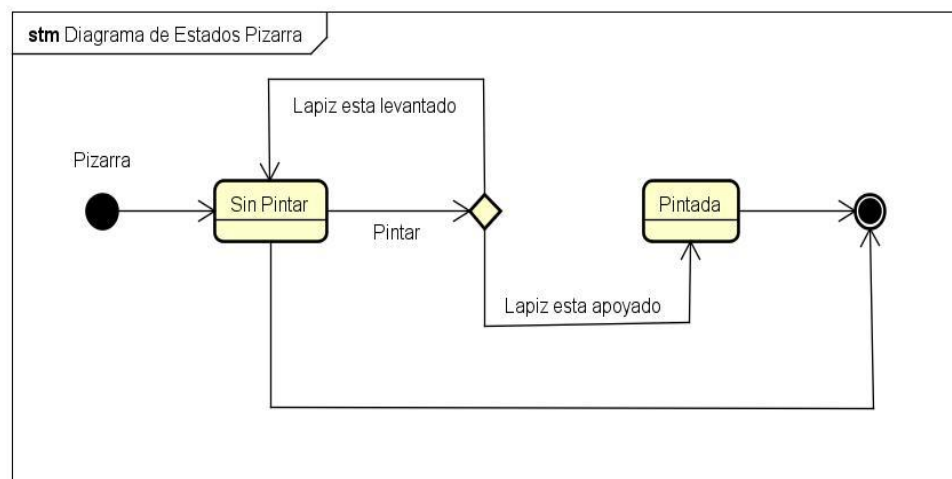 stm Diagrama de Estados Pizarra
Lapiz esta levantado
Pizarra
Sin Pintar
Pintada
Pintar
Lapiz esta apoyado